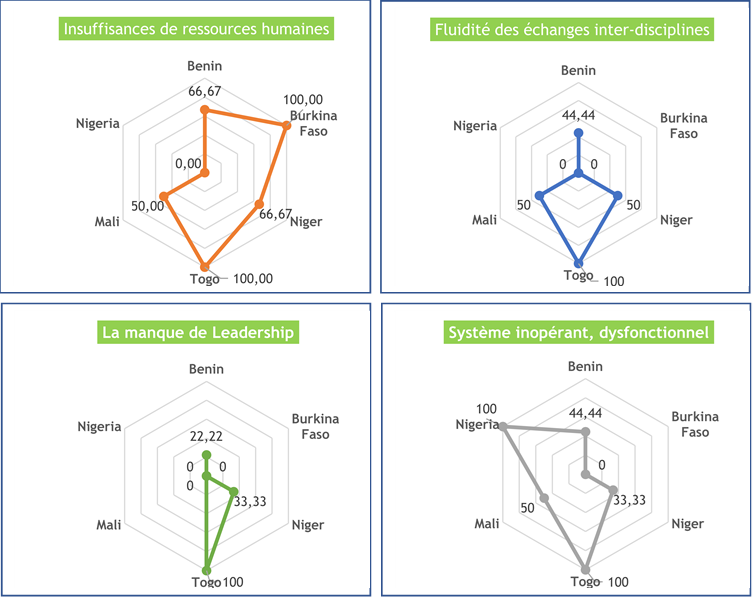 Insuffisances de ressources humaines
Benin
66,67
100,00
Burkina
Faso
Nigeria
0,00
50,00
Mali
66,67
Niger
Togo
100,00
Fluidité des échanges inter-disciplines
Benin
44,44
Burkina
Faso
Nigeria
0
0
50
50
Mali
Niger
Togo
100
La manque de Leadership
Benin
Burkina
Faso
Nigeria
22,22
0
0
0
33,33
Mali
Niger
Togo
100
Système inopérant, dysfonctionnel
Benin
100
44,44
Burkina
Faso
Nigeria
0
33,33
50
Mali
Niger
Togo
100